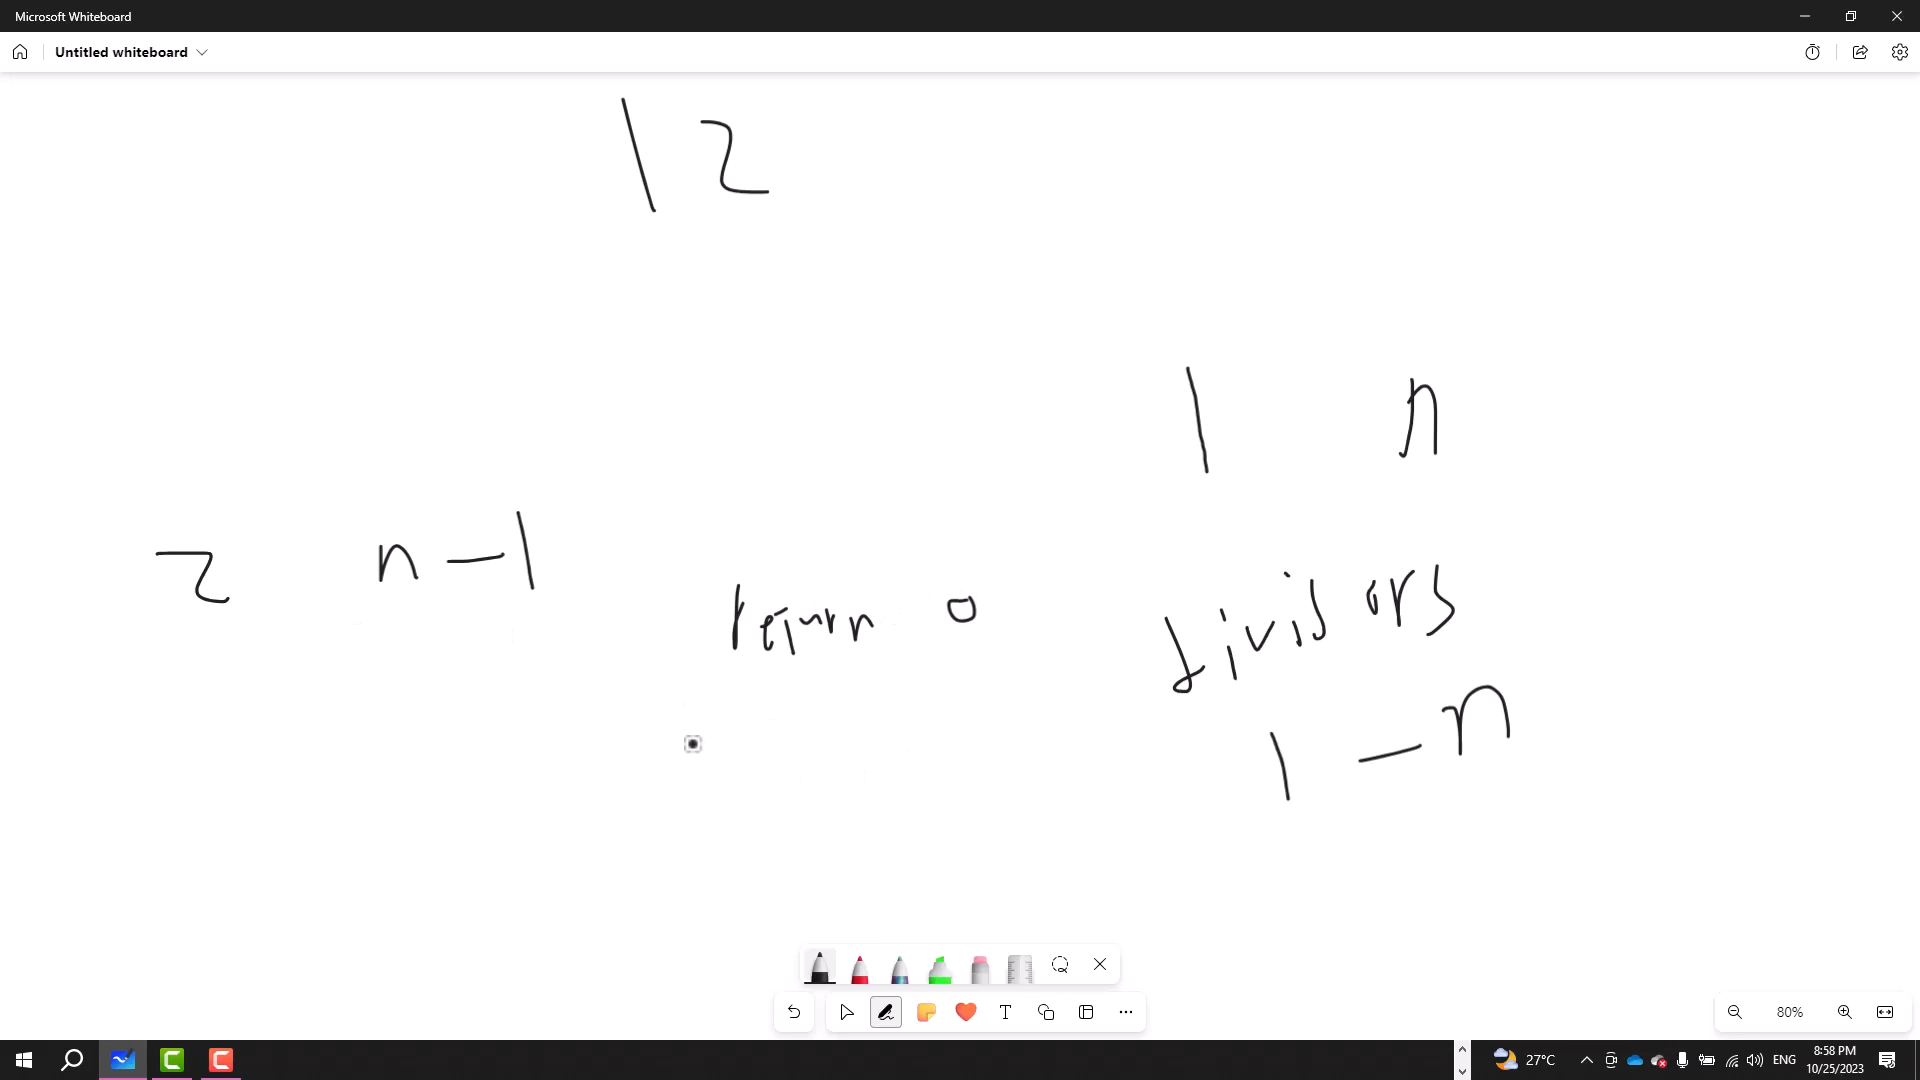 Microsoft Whiteboard
Untitled whiteboard
12
1 n
2 n-1
return 0
divisors
1 - n
80%
27°C
ENG
8:58 PM
10/25/2023